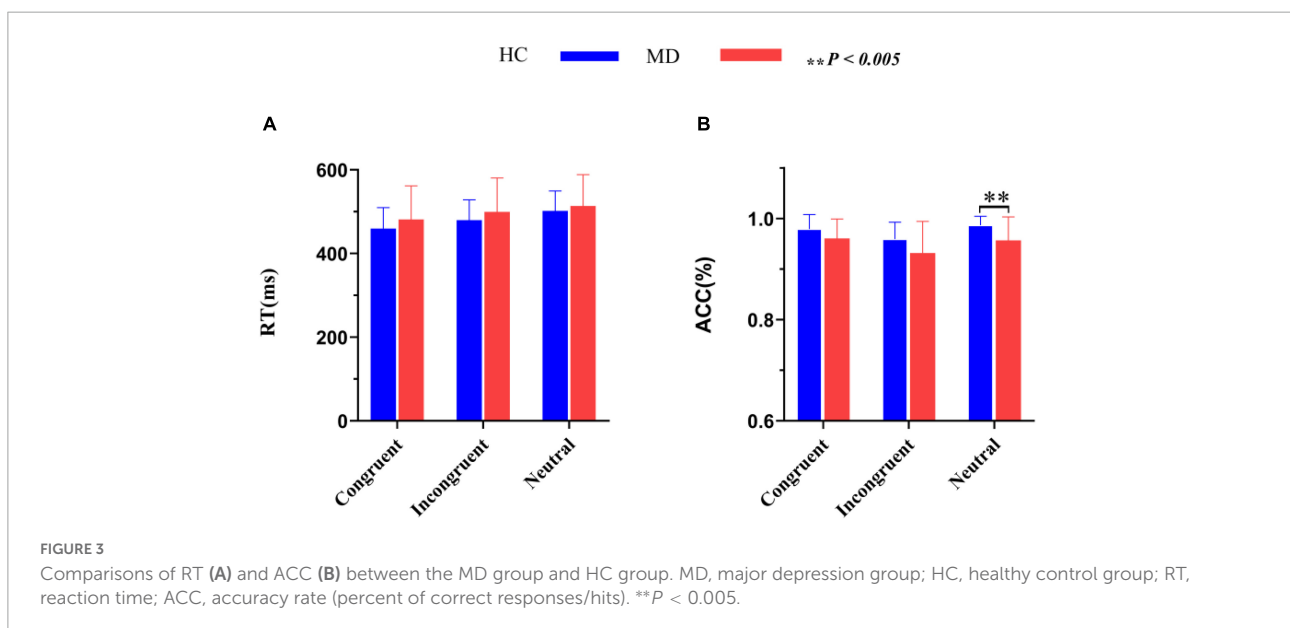 HC MD **P < 0.005
A
B
600
400
200
0
RT(ms)
Congruent
Incongruent
Neutral
1.0
0.8
0.6
ACC(%)
**
Congruent
Incongruent
Neutral
FIGURE 3
Comparisons of RT (A) and ACC (B) between the MD group and HC group. MD, major depression group; HC, healthy control group; RT,
reaction time; ACC, accuracy rate (percent of correct responses/hits). **P < 0.005.